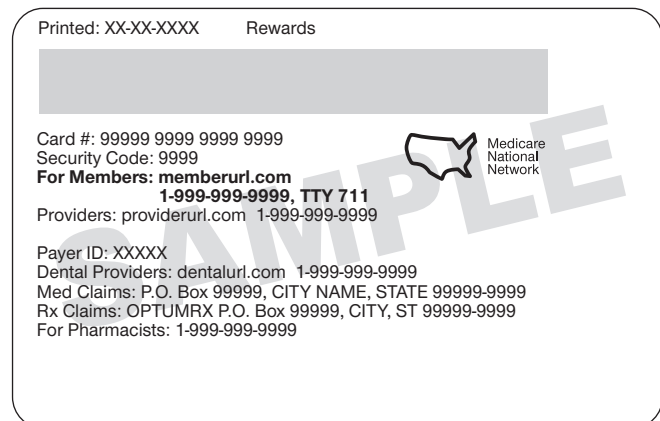 Printed: XX-XX-XXXX Rewards
Card #: 99999 9999 9999 9999
Security Code: 9999
For Members: memberurl.com
1-999-999-9999, TTY 711
Providers: providerurl.com 1-999-999-9999
Medicare
National
Network
Payer ID: XXXXX
Dental Providers: dentalurl.com 1-999-999-9999
Med Claims: P.O. Box 99999, CITY NAME, STATE 99999-9999
Rx Claims: OPTUMRX P.O. Box 99999, CITY, ST 99999-9999
For Pharmacists: 1-999-999-9999
SAMPLE